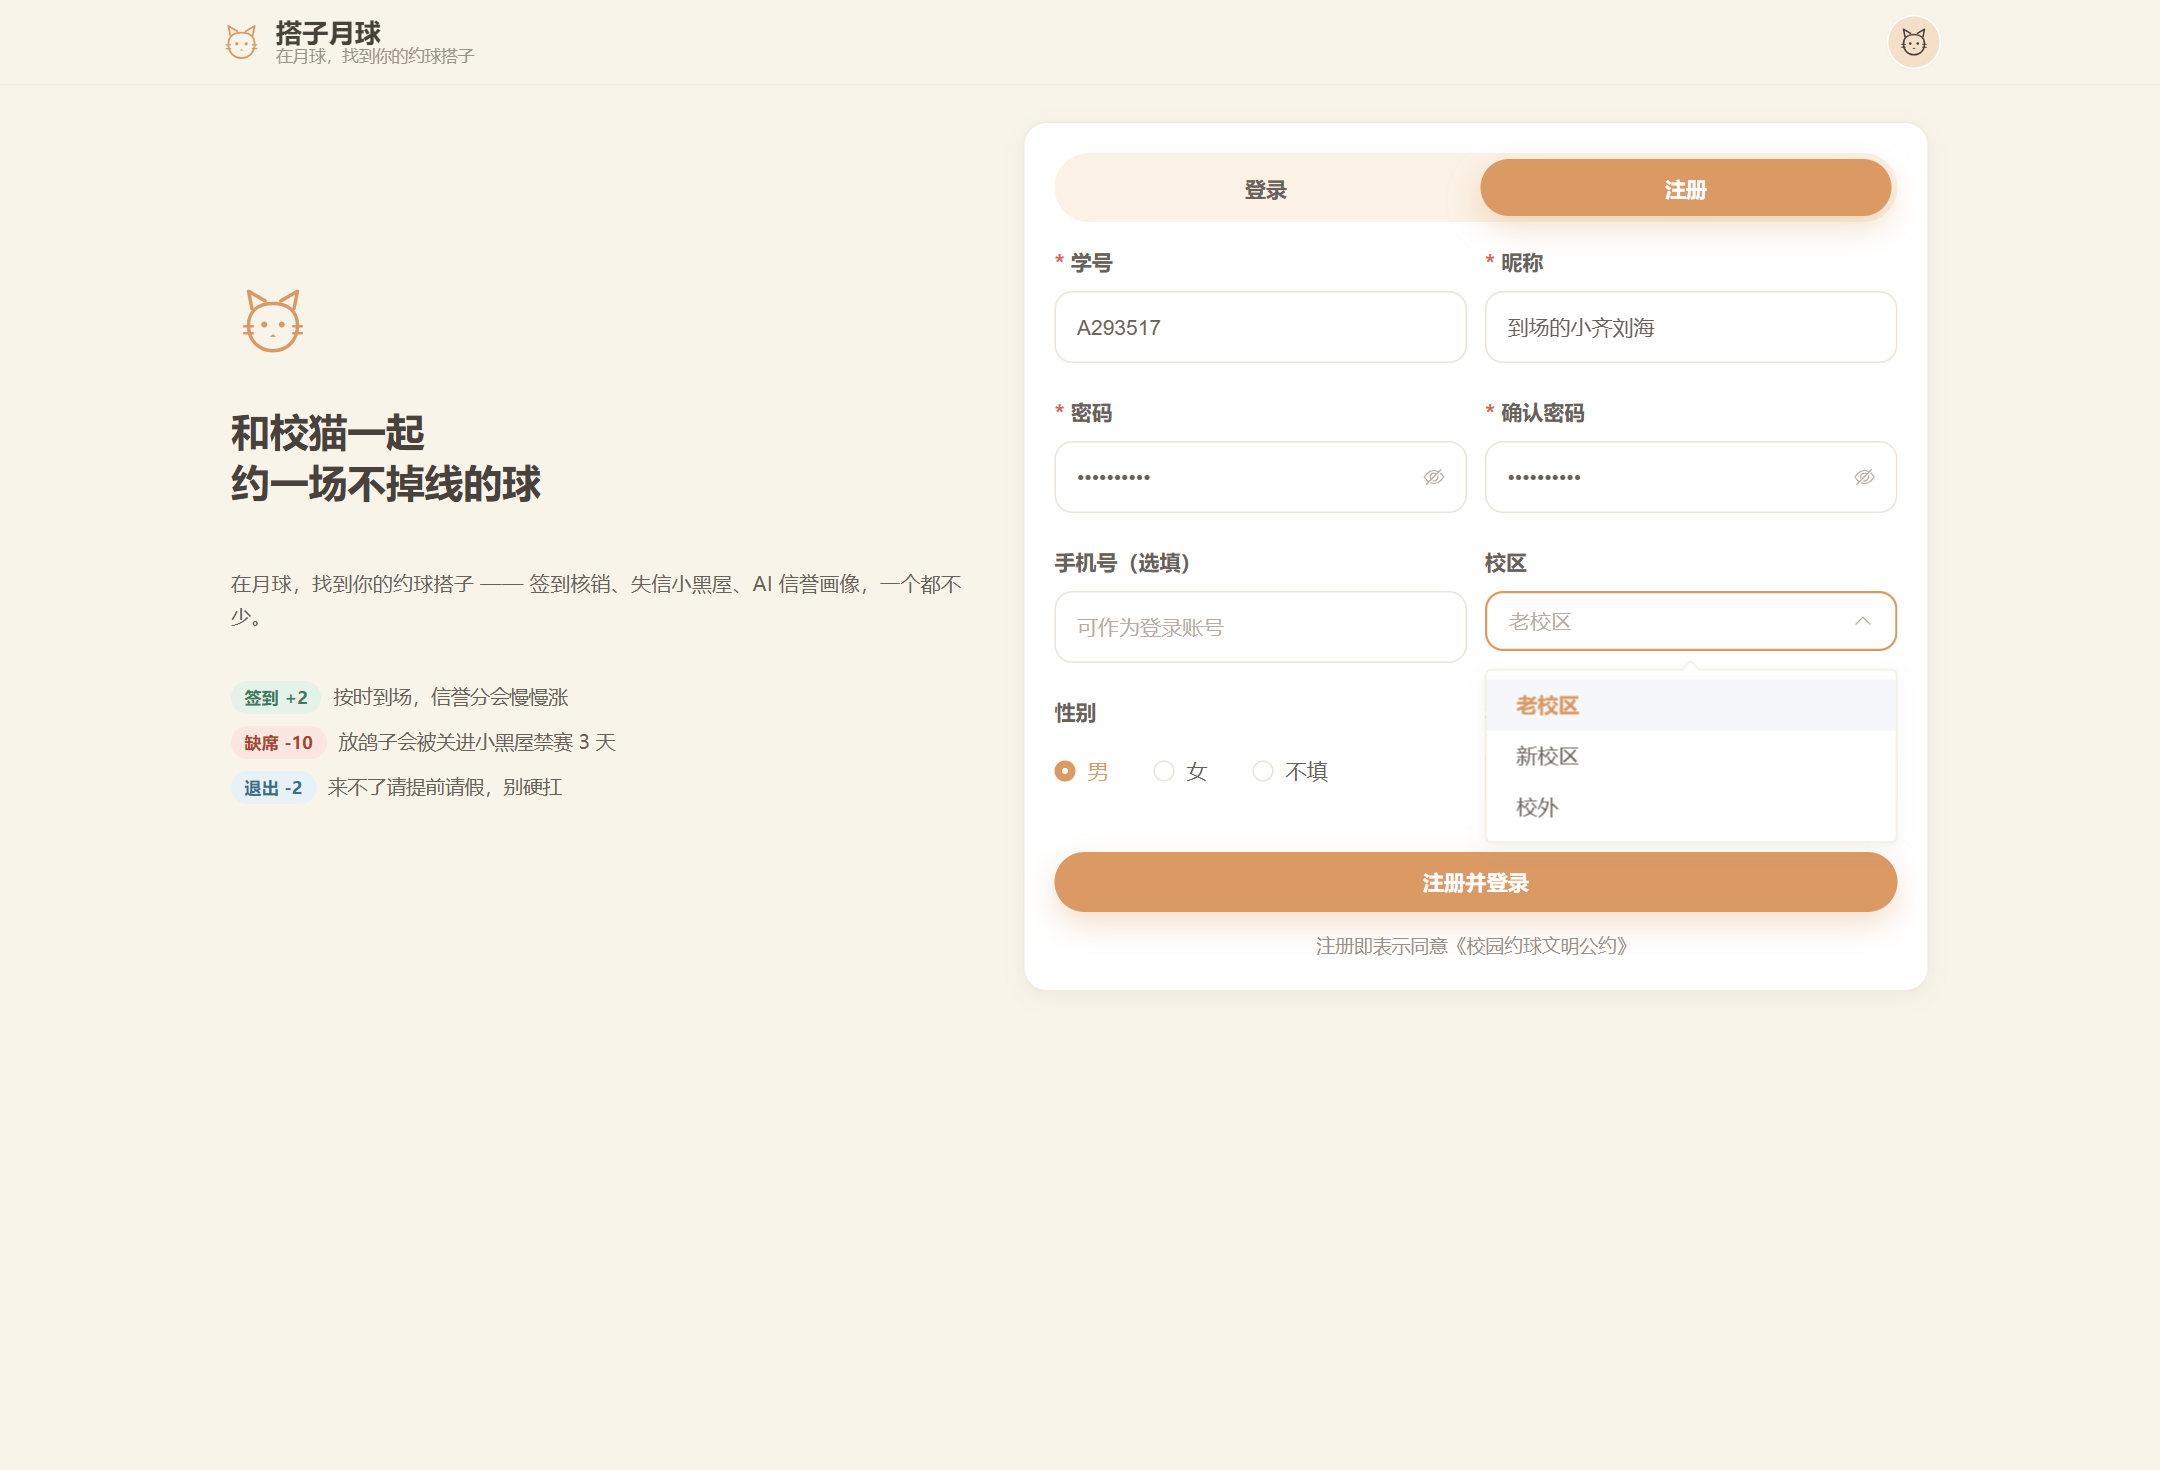 搭子月球
在月球，找到你的约球搭子
和校猫一起
约一场不掉线的球
在月球，找到你的约球搭子 —— 签到核销、失信小黑屋、AI 信誉画像，一个都不
少。
签到 +2 按时到场，信誉分会慢慢涨
缺席 -10 放鸽子会被关进小黑屋禁赛 3 天
退出 -2 来不了请提前请假，别硬扛
登录 注册
* 学号 * 昵称
A293517 到场的小齐刘海
* 密码 * 确认密码
•••••••••• ••••••••••
手机号（选填） 校区
可作为登录账号 老校区
老校区
新校区
校外
性别
男 女 不填
注册并登录
注册即表示同意《校园约球文明公约》